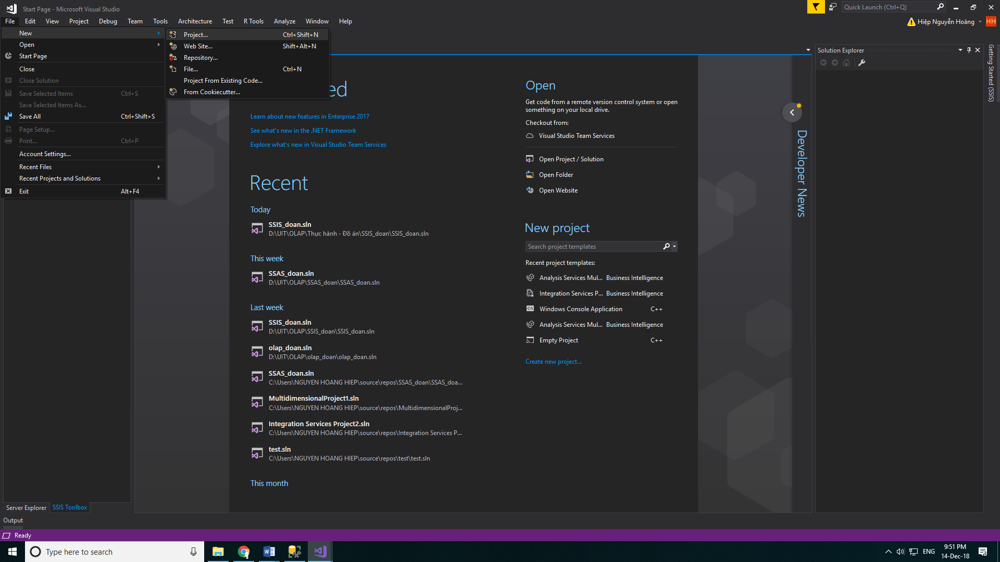 Start Page - Microsoft Visual Studio
Quick Launch (Ctrl+Q)
File Edit View Project Debug Team Tools Architecture Test R Tools Analyze Window Help
Hiệp Nguyễn Hoàng HH
New
Open
Start Page
Close
Close Solution
Save Selected Items Ctrl+S
Save Selected Items As...
Save All Ctrl+Shift+S
Page Setup...
Print... Ctrl+P
Account Settings...
Recent Files
Recent Projects and Solutions
Exit Alt+F4
Project... Ctrl+Shift+N
Web Site... Shift+Alt+N
Repository...
File... Ctrl+N
Project From Existing Code...
From Cookiecutter...
ed
Learn about new features in Enterprise 2017
See what's new in the .NET Framework
Explore what's new in Visual Studio Team Services
Recent
Today
SSIS_doan.sln
D:\UIT\OLAP\Thực hành - Đồ án\SSIS_doan\SSIS_doan.sln
This week
SSAS_doan.sln
D:\UIT\OLAP\SSAS_doan\SSAS_doan.sln
Last week
SSIS_doan.sln
D:\UIT\OLAP\SSIS_doan\SSIS_doan.sln
olap_doan.sln
D:\UIT\OLAP\olap_doan\olap_doan.sln
SSAS_doan.sln
C:\Users\NGUYEN HOANG HIEP\source\repos\SSAS_doan\SSAS_doa...
MultidimensionalProject1.sln
C:\Users\NGUYEN HOANG HIEP\source\repos\MultidimensionalProj...
Integration Services Project2.sln
C:\Users\NGUYEN HOANG HIEP\source\repos\Integration Services P...
test.sln
C:\Users\NGUYEN HOANG HIEP\source\repos\test\test.sln
This month
Open
Get code from a remote version control system or open
something on your local drive.
Checkout from:
Visual Studio Team Services
Open Project / Solution
Open Folder
Open Website
New project
Search project templates
Recent project templates:
Analysis Services Mul... Business Intelligence
Integration Services P... Business Intelligence
Windows Console Application C++
Analysis Services Mul... Business Intelligence
Empty Project C++
Create new project...
Developer News
Solution Explorer
Getting Started (SSIS)
Server Explorer SSIS Toolbox
Output
Ready
Type here to search
ENG
9:51 PM
14-Dec-18